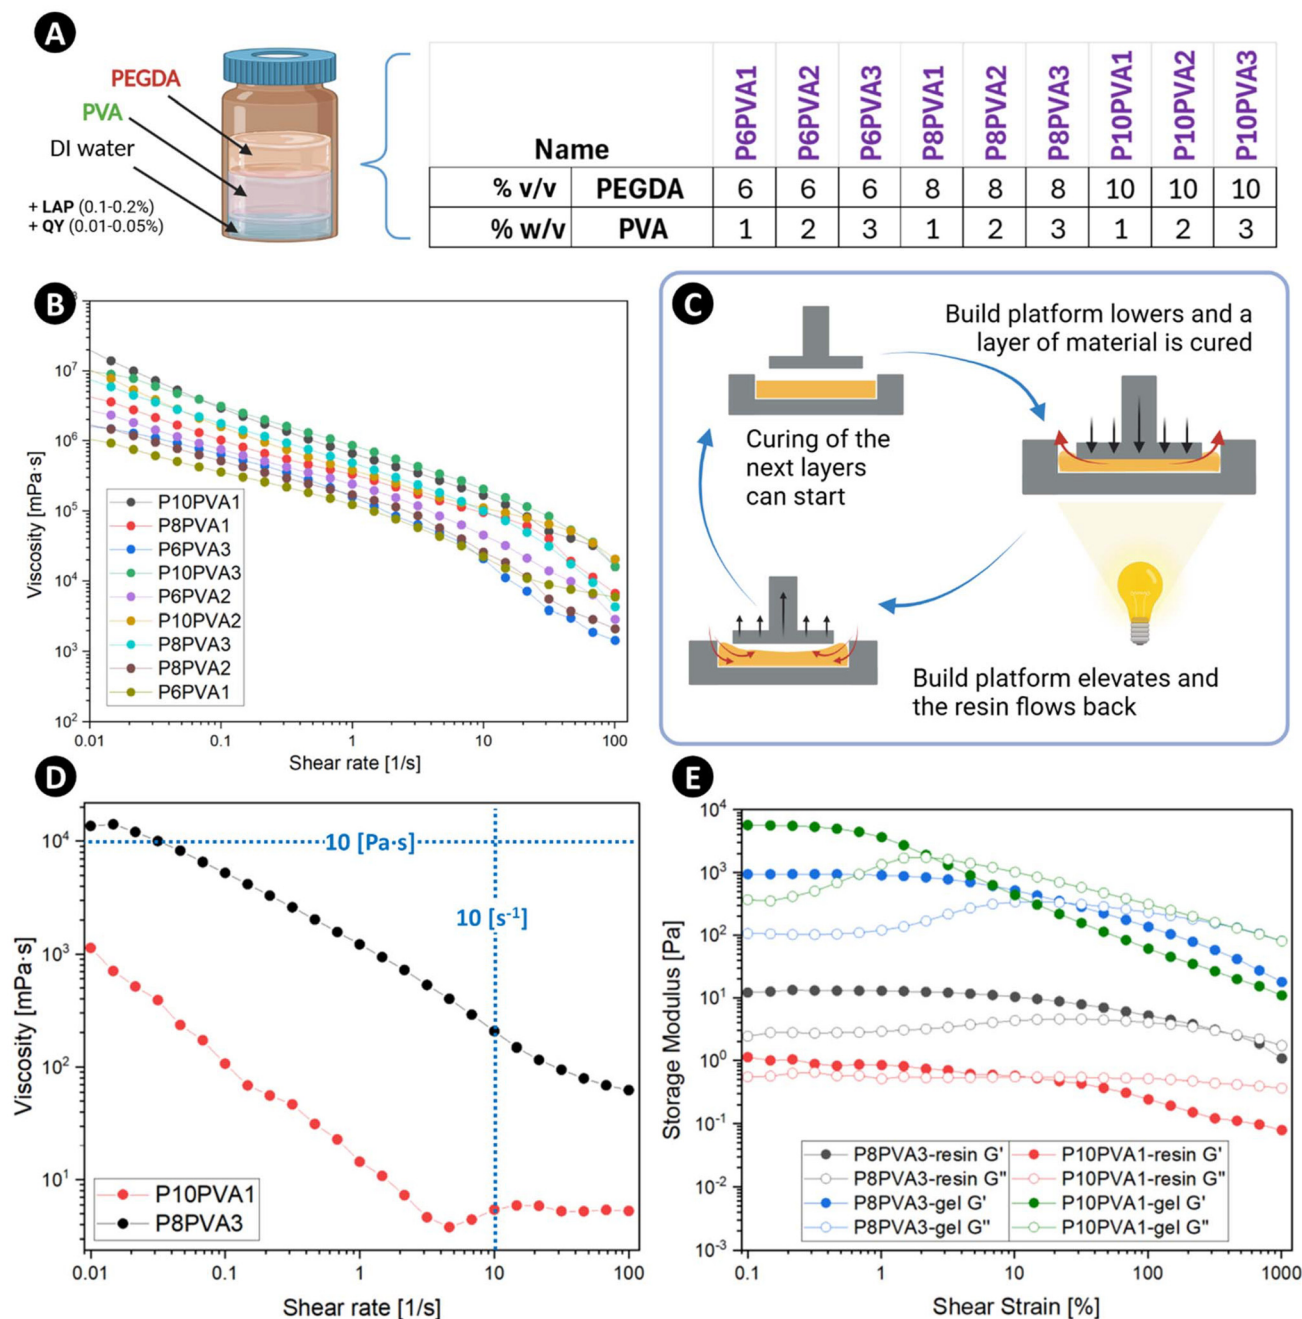 A
PEGDA
PVA
DI water
+ LAP (0.1-0.2%)
+ QY (0.01-0.05%)
Name P6PVA1 P6PVA2 P6PVA3 P8PVA1 P8PVA2 P8PVA3 P10PVA1 P10PVA2 P10PVA3
% v/v PEGDA 6 6 6 8 8 8 10 10 10
% w/v PVA 1 2 3 1 2 3 1 2 3
B
10⁷
10⁶
10⁵
10⁴
10³
10²
Viscosity [mPa·s]
P10PVA1
P8PVA1
P6PVA3
P10PVA3
P6PVA2
P10PVA2
P8PVA3
P8PVA2
P6PVA1
0.01 0.1 1 10 100
Shear rate [1/s]
C
Build platform lowers and a
layer of material is cured
Curing of the
next layers
can start
Build platform elevates and
the resin flows back
D
10⁴
10³
10²
10¹
Viscosity [mPa·s]
10 [Pa·s]
10 [s⁻¹]
P10PVA1
P8PVA3
0.01 0.1 1 10 100
Shear rate [1/s]
E
10⁴
10³
10²
10¹
10⁰
10⁻¹
10⁻²
10⁻³
Storage Modulus [Pa]
P8PVA3-resin G' P10PVA1-resin G'
P8PVA3-resin G" P10PVA1-resin G"
P8PVA3-gel G' P10PVA1-gel G'
P8PVA3-gel G" P10PVA1-gel G"
0.1 1 10 100 1000
Shear Strain [%]